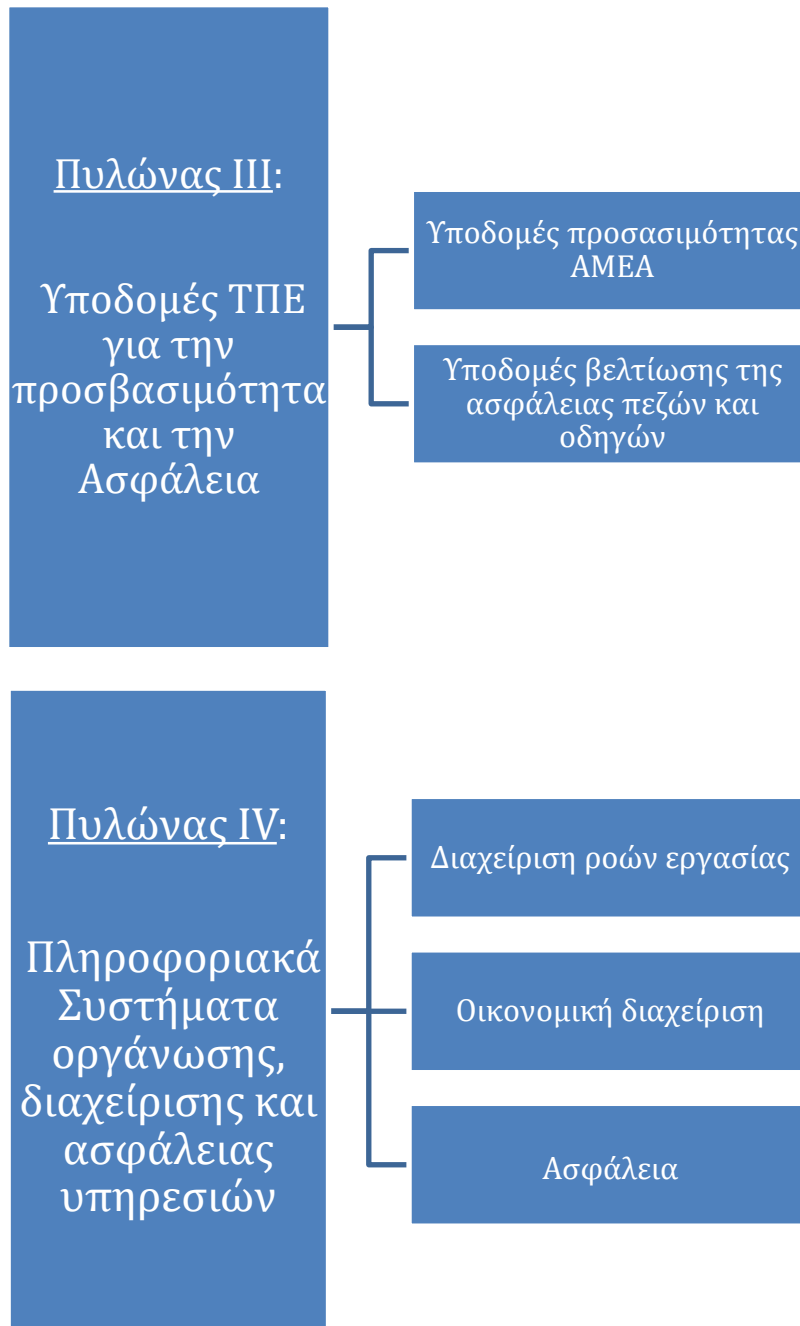 Πυλώνας III:
Υποδομές ΤΠΕ
για την
προσβασιμότητα
και την
Ασφάλεια
Υποδομές προσασιμότητας
ΑΜΕΑ
Υποδομές βελτίωσης της
ασφάλειας πεζών και
οδηγών
Πυλώνας IV:
Πληροφοριακά
Συστήματα
οργάνωσης,
διαχείρισης και
ασφάλειας
υπηρεσιών
Διαχείριση ροών εργασίας
Οικονομική διαχείριση
Ασφάλεια